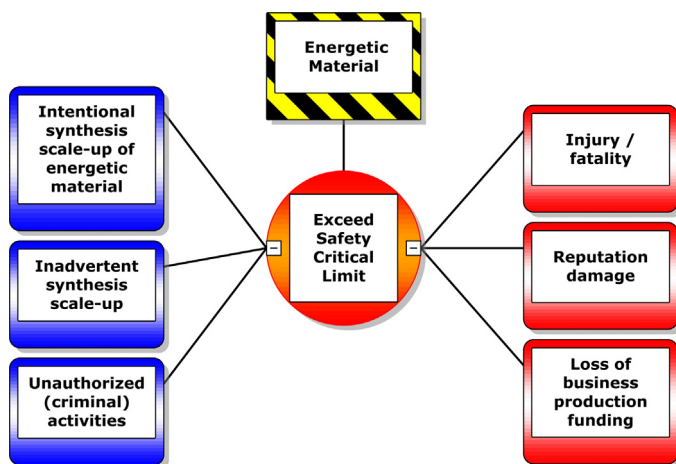 Energetic
Material
Intentional
synthesis
scale-up of
energetic
material
Inadvertent
synthesis
scale-up
Unauthorized
(criminal)
activities
Exceed
Safety
Critical
Limit
Injury /
fatality
Reputation
damage
Loss of
business
production
funding